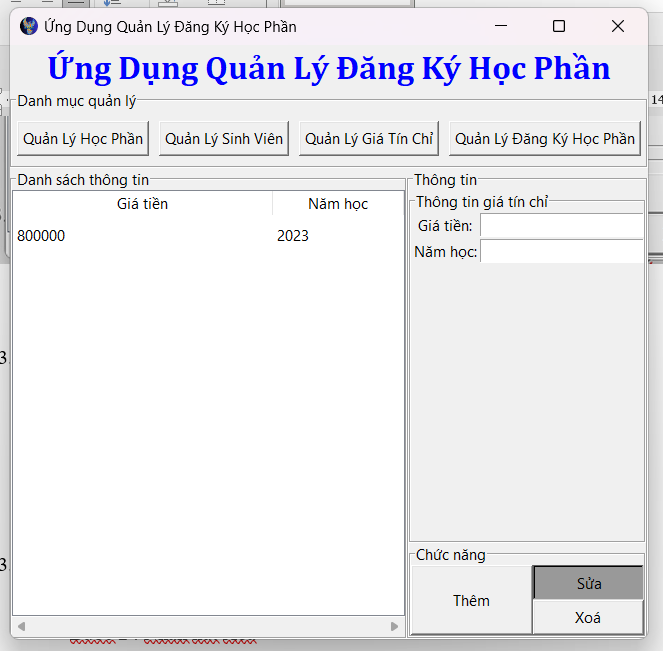 Ứng Dụng Quản Lý Đăng Ký Học Phần
Ứng Dụng Quản Lý Đăng Ký Học Phần
Danh mục quản lý
Quản Lý Học Phần Quản Lý Sinh Viên Quản Lý Giá Tín Chỉ Quản Lý Đăng Ký Học Phần
14
Danh sách thông tin
Giá tiền Năm học
800000 2023
Thông tin
Thông tin giá tín chỉ
Giá tiền:
Năm học:
3
3
Chức năng
Thêm
Sửa
Xoá